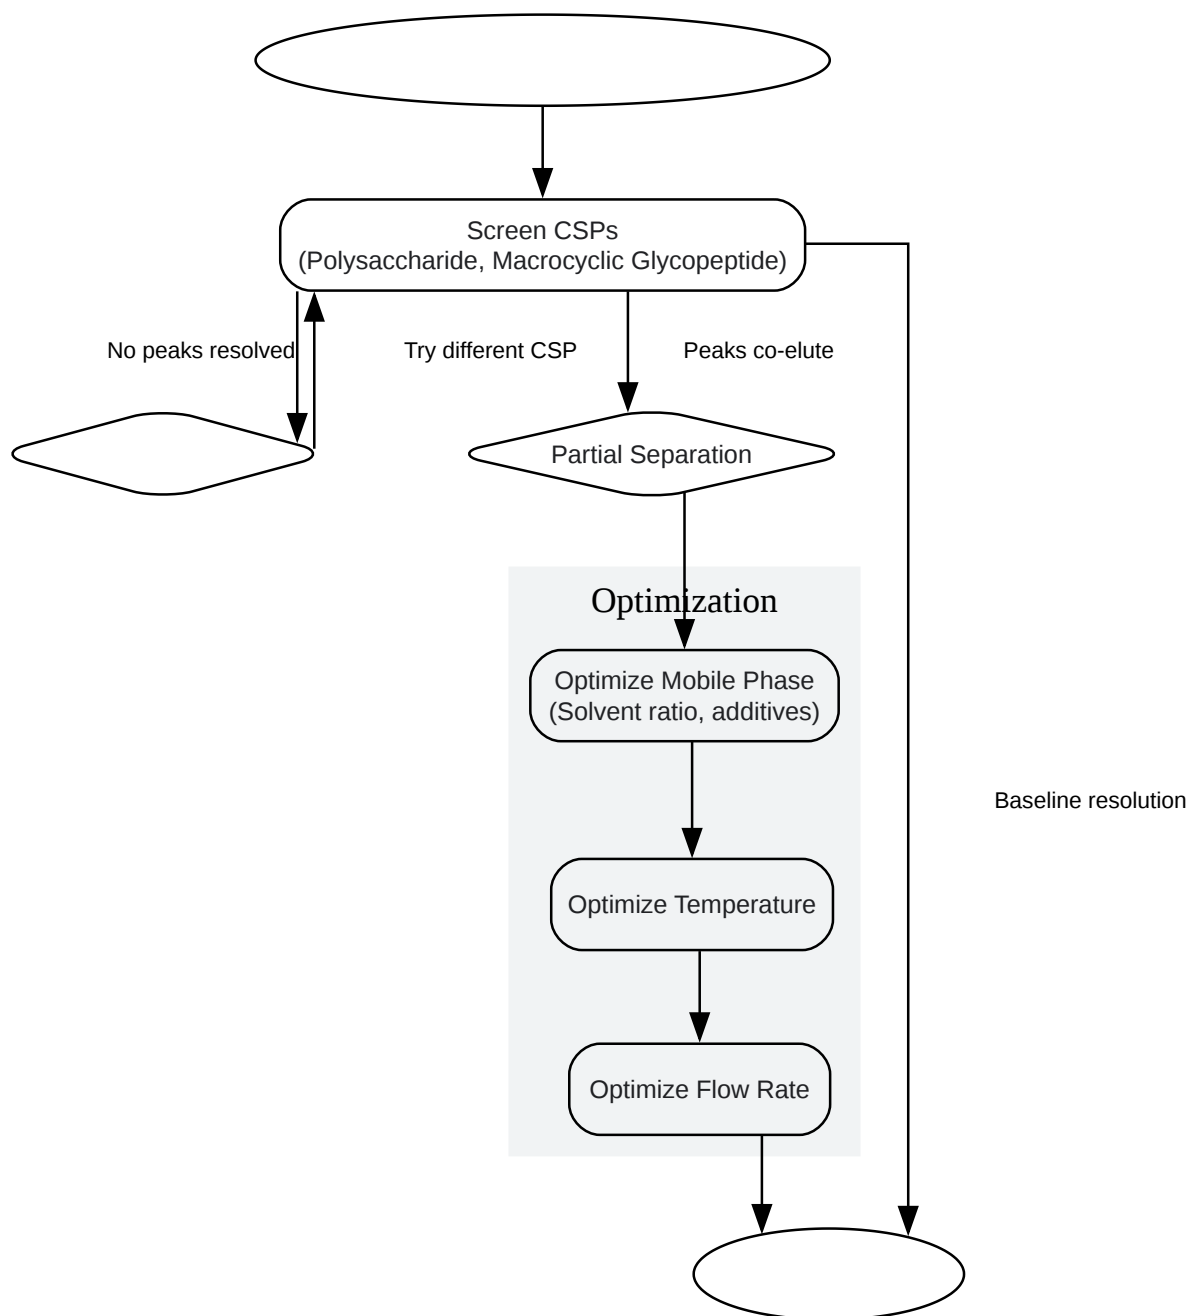 Screen CSPs
(Polysaccharide, Macrocyclic Glycopeptide)
No peaks resolved
Try different CSP
Peaks co-elute
Partial Separation
Optimization
Optimize Mobile Phase
(Solvent ratio, additives)
Baseline resolution
Optimize Temperature
Optimize Flow Rate